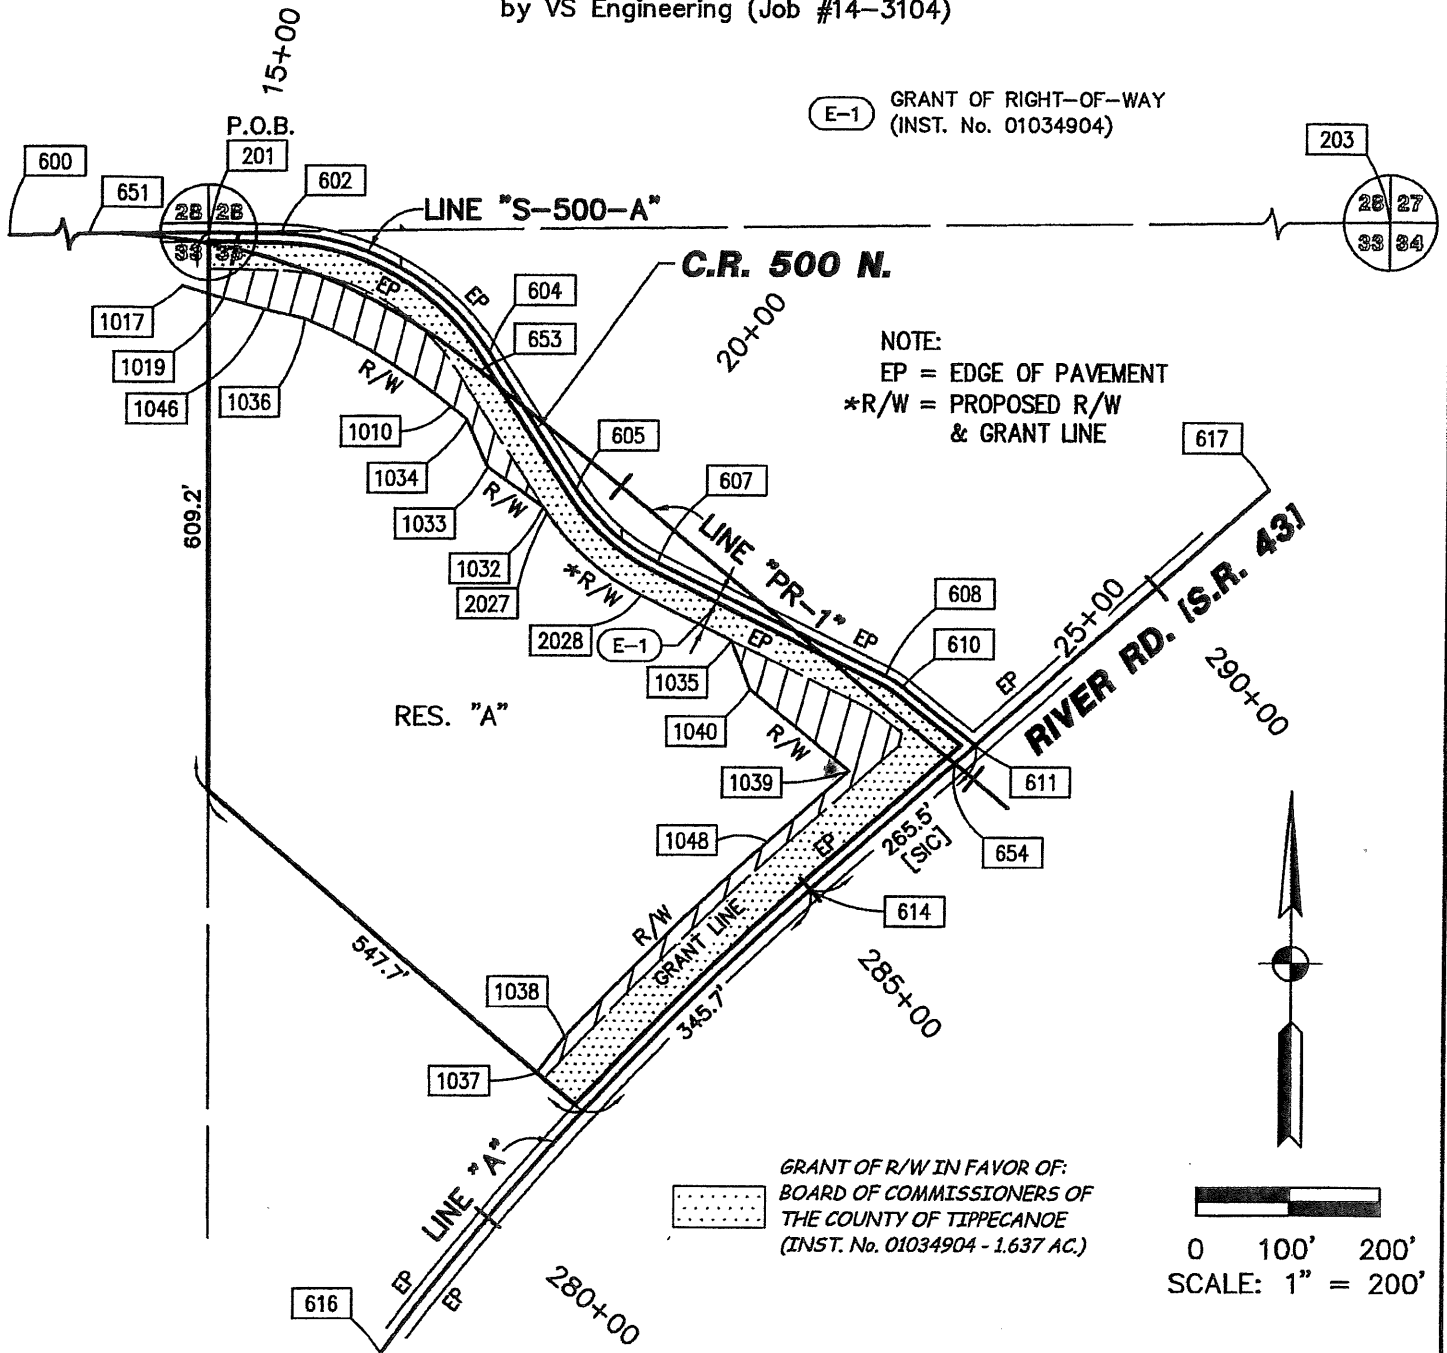 by VS Engineering (Job #14-3104)
15+00
E-1
GRANT OF RIGHT-OF-WAY
(INST. No. 01034904)
P.O.B.
600
651
201
602
203
28 27
33 34
LINE "S-500-A"
C.R. 500 N.
EP
EP
604
653
20+00
NOTE:
EP = EDGE OF PAVEMENT
*R/W = PROPOSED R/W
& GRANT LINE
1017
1019
1046
1036
R/W
1010
1034
605
617
1033
R/W
607
609.2'
LINE "PR-1"
1032
2027
*R/W
2028
E-1
EP
EP
608
610
25+00
EP
RIVER RD. [S.R. 43]
290+00
1035
RES. "A"
1040
R/W
1039
611
1048
EP
265.5'
[SIC]
654
614
R/W
GRANT LINE
547.7'
285+00
1038
345.7'
1037
LINE "A"
GRANT OF R/W IN FAVOR OF:
BOARD OF COMMISSIONERS OF
THE COUNTY OF TIPPECANOE
(INST. No. 01034904 - 1.637 AC.)
0 100' 200'
SCALE: 1" = 200'
EP
EP
616
280+00